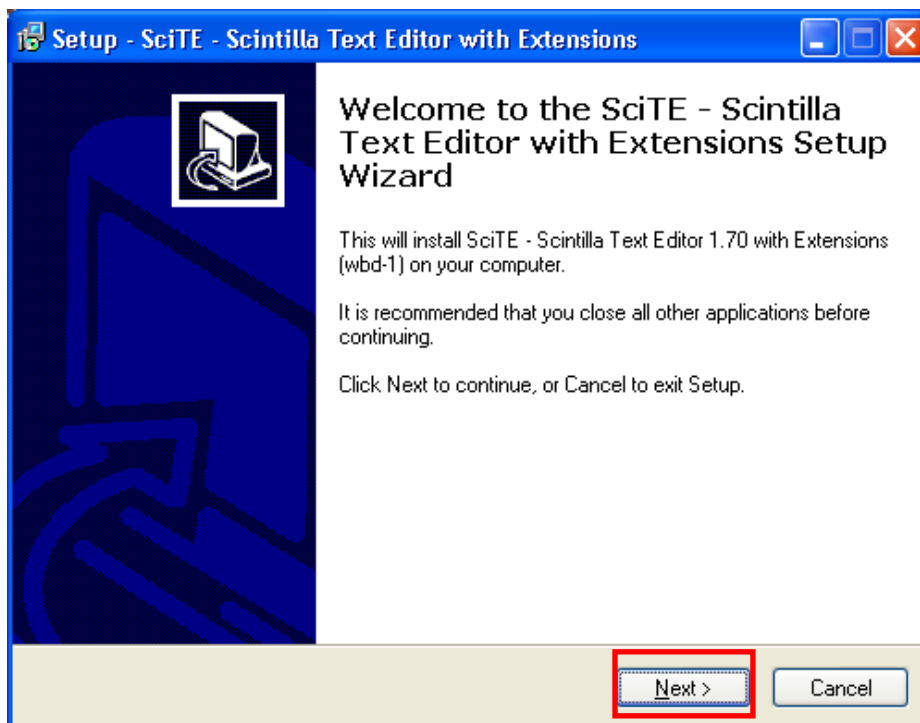 Setup - SciTE - Scintilla Text Editor with Extensions
Welcome to the SciTE - Scintilla
Text Editor with Extensions Setup
Wizard
This will install SciTE - Scintilla Text Editor 1.70 with Extensions
(wbd-1) on your computer.
It is recommended that you close all other applications before
continuing.
Click Next to continue, or Cancel to exit Setup.
Next >
Cancel